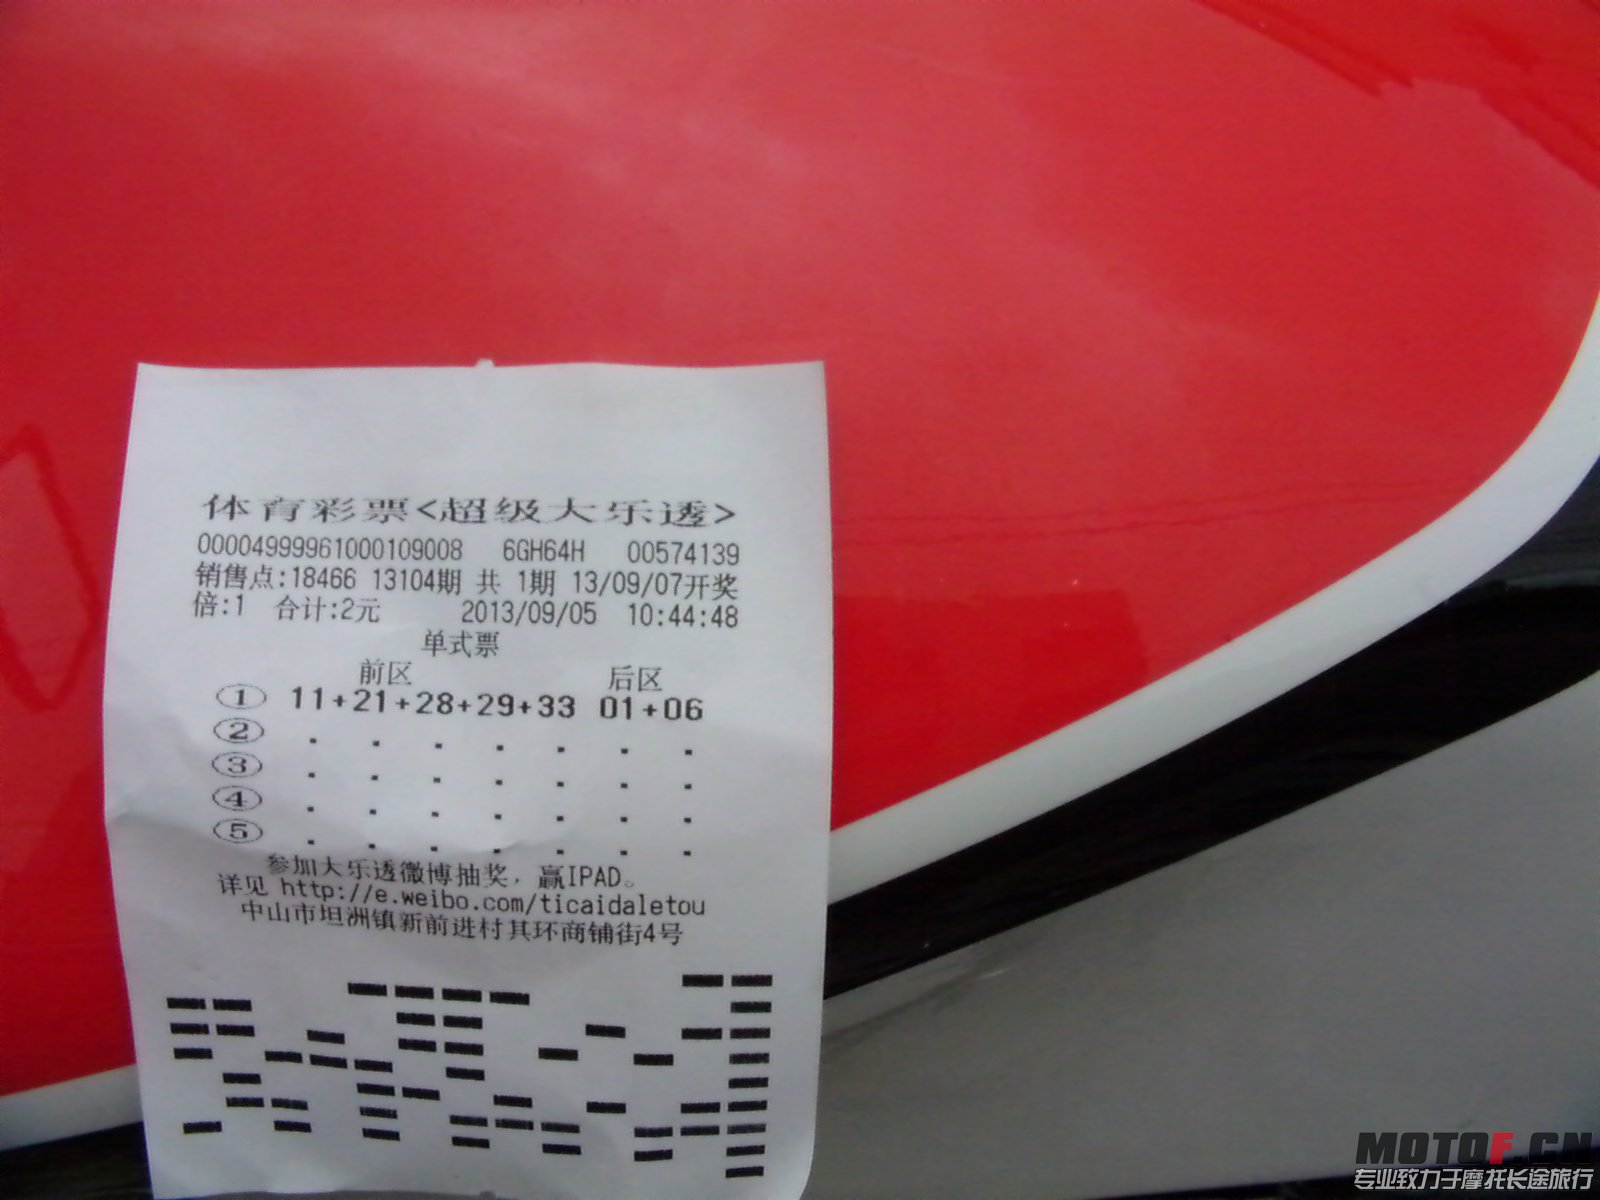 体育彩票<超级大乐透>
00004999961000109008 6GH64H 00574139
销售点:18466 13104期 共 1期 13/09/07开奖
倍:1 合计:2元 2013/09/05 10:44:48
单式票
前区 后区
① 11+21+28+29+33 01+06
②
③
④
⑤
参加大乐透微博抽奖，赢IPAD。
详见 http://e.weibo.com/ticaidaletou
中山市坦洲镇新前进村其环商铺街4号
MOTOF.CN
专业致力于摩托长途旅行